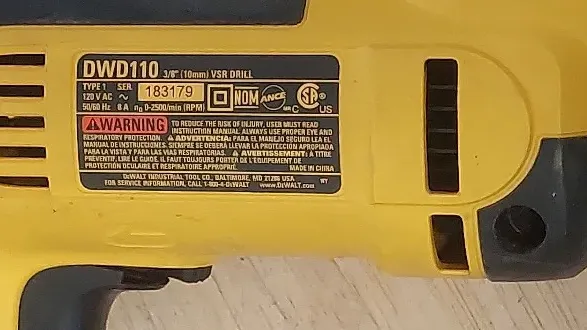 DWD110 3/8" (10mm) VSR DRILL
TYPE 1 SER. 183179
120 V AC ~
50/60 Hz 8 A n₀ 0-2500/min (RPM)
NOM ANCE MR C SA C US
⚠WARNING TO REDUCE THE RISK OF INJURY, USER MUST READ
INSTRUCTION MANUAL. ALWAYS USE PROPER EYE AND
RESPIRATORY PROTECTION. ⚠ ADVERTENCIA: PARA EL MANEJO SEGURO LEA EL
MANUAL DE INSTRUCCIONES. SIEMPRE SE DEBERA LLEVAR LA PROTECCIÓN APROPIADA
PARA LA VISTA Y PARA LAS VIAS RESPIRATORIAS. ⚠ AVERTISSEMENT: À TITRE
PRÉVENTIF, LIRE LE GUIDE. IL FAUT TOUJOURS PORTER DE L'ÉQUIPEMENT DE
PROTECTION OCULAIRE ET RESPIRATOIRE APPROPRIÉ. MADE IN CHINA
DeWALT INDUSTRIAL TOOL CO., BALTIMORE, MD 21286 USA
FOR SERVICE INFORMATION, CALL 1-800-4-DeWALT www.DeWALT.com NY